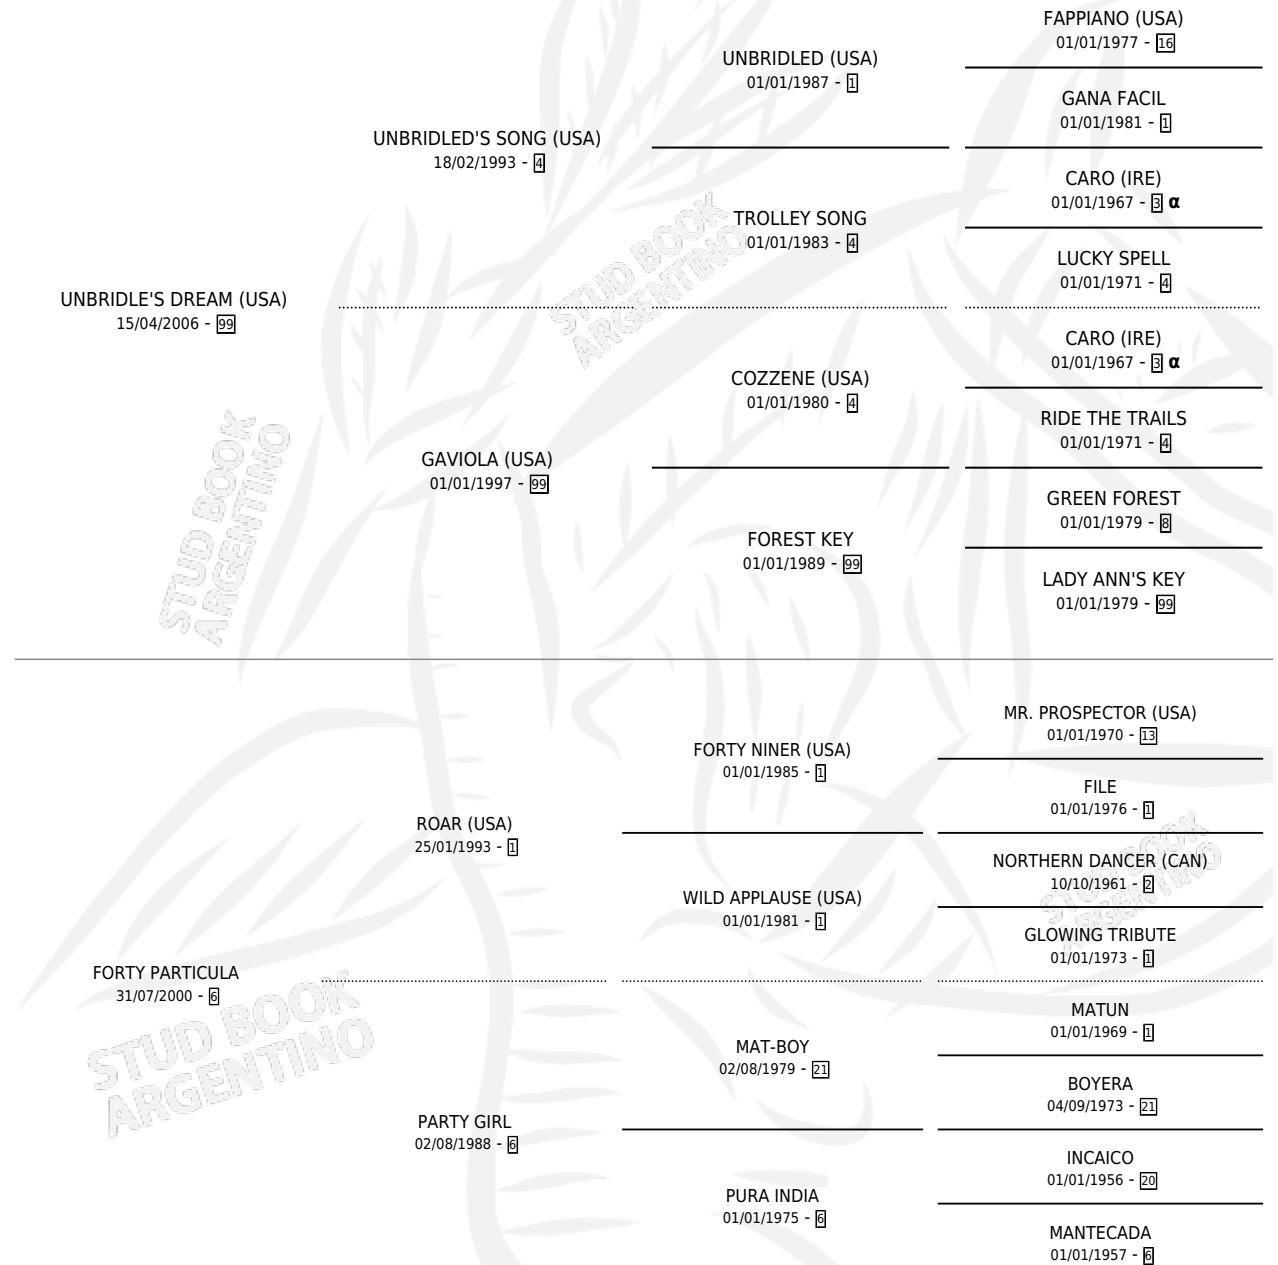 FAPPIANO (USA)
01/01/1977 - 16
UNBRIDLED (USA)
01/01/1987 - 1
GANA FACIL
01/01/1981 - 1
UNBRIDLED'S SONG (USA)
18/02/1993 - 4
CARO (IRE)
01/01/1967 - 3 α
TROLLEY SONG
01/01/1983 - 4
LUCKY SPELL
01/01/1971 - 4
UNBRIDLE'S DREAM (USA)
15/04/2006 - 99
CARO (IRE)
01/01/1967 - 3 α
COZZENE (USA)
01/01/1980 - 4
RIDE THE TRAILS
01/01/1971 - 4
GAVIOLA (USA)
01/01/1997 - 99
GREEN FOREST
01/01/1979 - 8
FOREST KEY
01/01/1989 - 99
LADY ANN'S KEY
01/01/1979 - 99
MR. PROSPECTOR (USA)
01/01/1970 - 13
FORTY NINER (USA)
01/01/1985 - 1
FILE
01/01/1976 - 1
ROAR (USA)
25/01/1993 - 1
NORTHERN DANCER (CAN)
10/10/1961 - 2
WILD APPLAUSE (USA)
01/01/1981 - 1
GLOWING TRIBUTE
01/01/1973 - 1
FORTY PARTICULA
31/07/2000 - 6
MATUN
01/01/1969 - 1
MAT-BOY
02/08/1979 - 21
BOYERA
04/09/1973 - 21
PARTY GIRL
02/08/1988 - 6
INCAICO
01/01/1956 - 20
PURA INDIA
01/01/1975 - 6
MANTECADA
01/01/1957 - 6
STUD BOOK
ARGENTINO
STUD BOOK
ARGENTINO
STUD BOOK
ARGENTINO
STUD BOOK
ARGENTINO